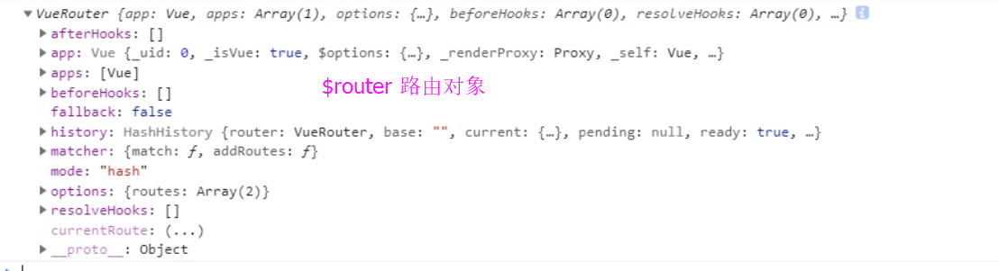 ▼ VueRouter {app: Vue, apps: Array(1), options: {…}, beforeHooks: Array(0), resolveHooks: Array(0), …} i
▶ afterHooks: []
▶ app: Vue {_uid: 0, _isVue: true, $options: {…}, _renderProxy: Proxy, _self: Vue, …}
▶ apps: [Vue]
$router 路由对象
▶ beforeHooks: []
fallback: false
▶ history: HashHistory {router: VueRouter, base: "", current: {…}, pending: null, ready: true, …}
▶ matcher: {match: ƒ, addRoutes: ƒ}
mode: "hash"
▶ options: {routes: Array(2)}
▶ resolveHooks: []
currentRoute: (...)
▶ __proto__: Object